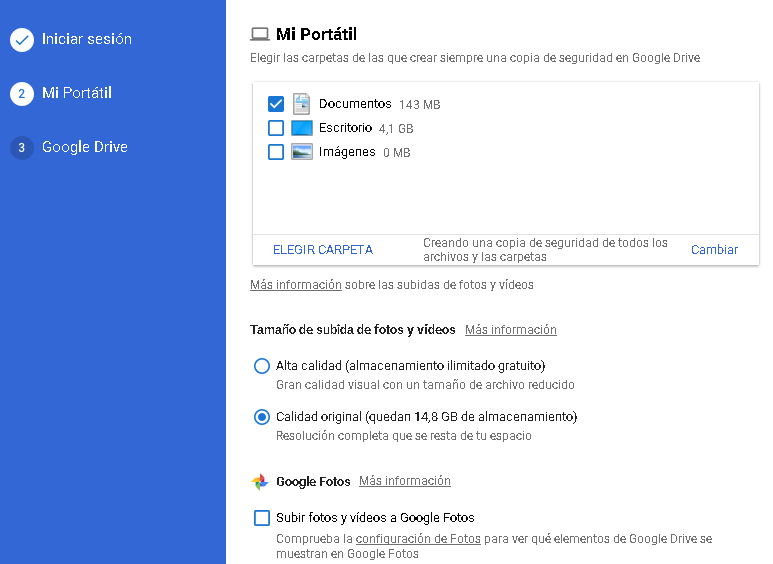 Iniciar sesión
2 Mi Portátil
3 Google Drive
Mi Portátil
Elegir las carpetas de las que crear siempre una copia de seguridad en Google Drive
Documentos 143 MB
Escritorio 4,1 GB
Imágenes 0 MB
ELEGIR CARPETA
Creando una copia de seguridad de todos los
archivos y las carpetas
Cambiar
Más información sobre las subidas de fotos y vídeos
Tamaño de subida de fotos y vídeos Más información
Alta calidad (almacenamiento ilimitado gratuito)
Gran calidad visual con un tamaño de archivo reducido
Calidad original (quedan 14,8 GB de almacenamiento)
Resolución completa que se resta de tu espacio
Google Fotos Más información
Subir fotos y vídeos a Google Fotos
Comprueba la configuración de Fotos para ver qué elementos de Google Drive se
muestran en Google Fotos